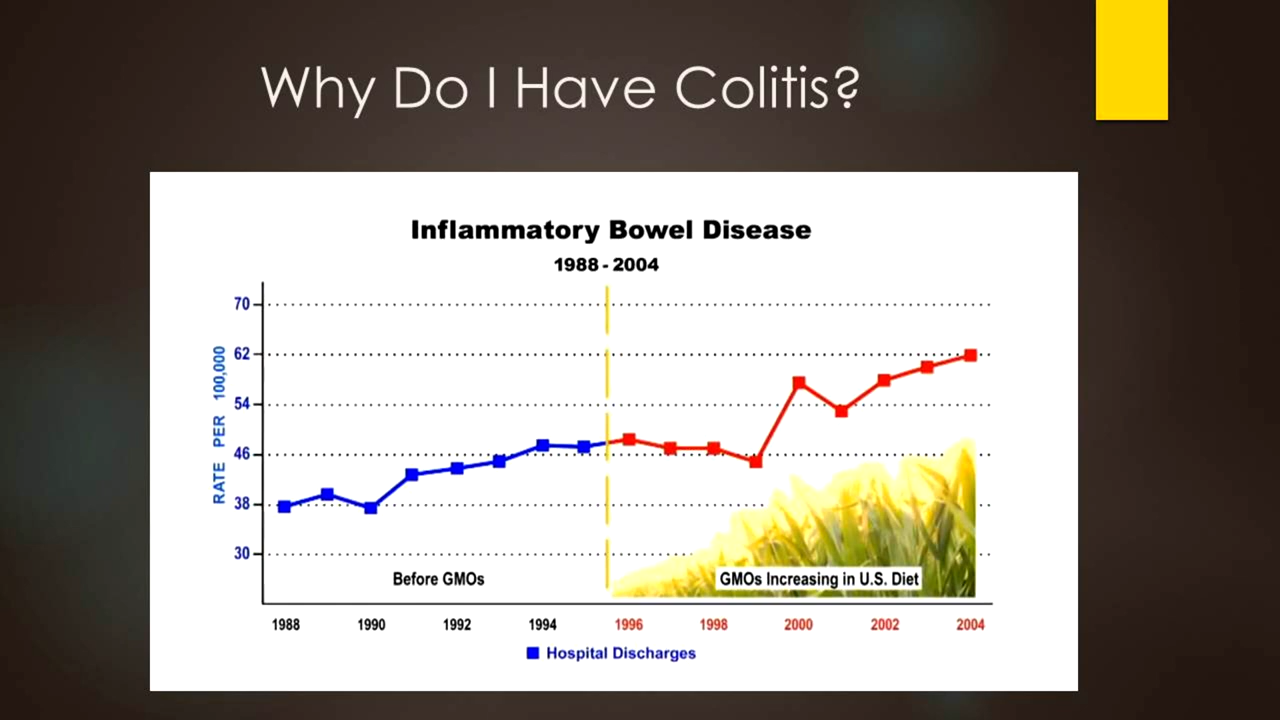 Why Do I Have Colitis?
Inflammatory Bowel Disease
1988 - 2004
RATE PER 100,000
70
62
54
46
38
30
Before GMOs
GMOs Increasing in U.S. Diet
1988 1990 1992 1994 1996 1998 2000 2002 2004
Hospital Discharges